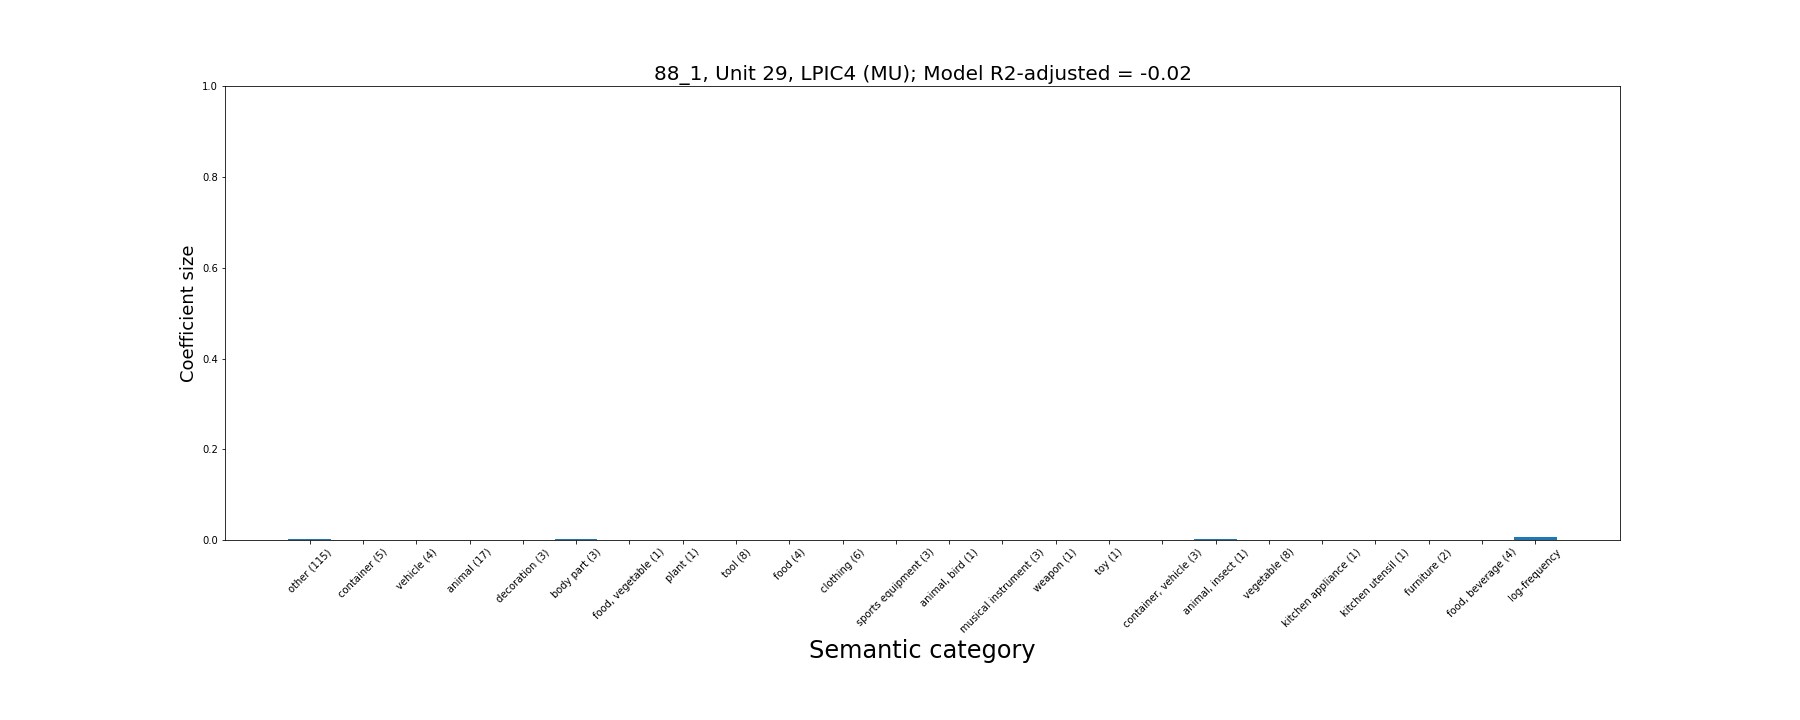 88_1, Unit 29, LPIC4 (MU); Model R2-adjusted = -0.02
Coefficient size
1.0
0.8
0.6
0.4
0.2
0.0
other (115)
container (5)
vehicle (4)
animal (17)
decoration (3)
body part (3)
food, vegetable (1)
plant (1)
tool (8)
food (4)
clothing (6)
sports equipment (3)
animal, bird (1)
musical instrument (3)
weapon (1)
toy (1)
container, vehicle (3)
animal, insect (1)
vegetable (8)
kitchen appliance (1)
kitchen utensil (1)
furniture (2)
food, beverage (4)
log-frequency
Semantic category